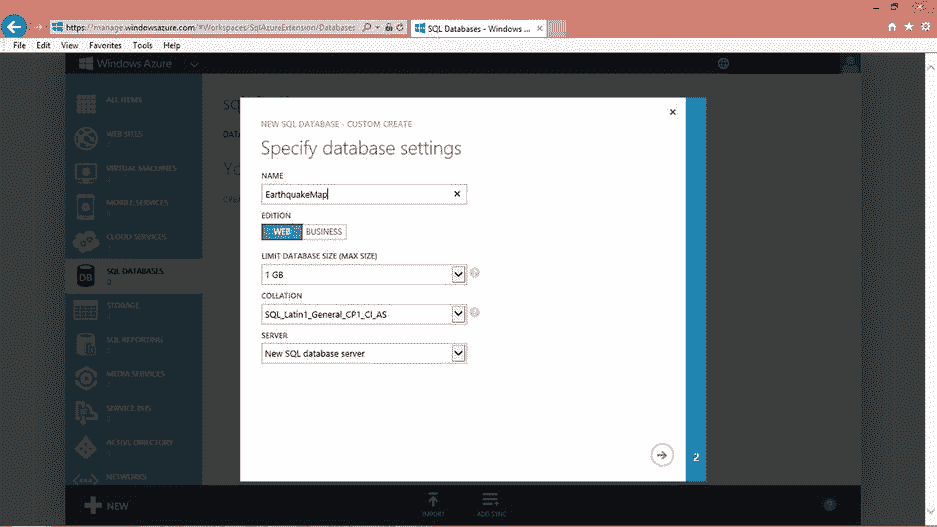 https://manage.windowsazure.com/#Workspaces/SqlAzureExtension/Databases
SQL Databases - Windows ...
File Edit View Favorites Tools Help
Windows Azure
ALL ITEMS
WEB SITES
VIRTUAL MACHINES
MOBILE SERVICES
CLOUD SERVICES
SQL DATABASES
0
STORAGE
SQL REPORTING
MEDIA SERVICES
SERVICE BUS
ACTIVE DIRECTORY
NETWORKS
NEW SQL DATABASE - CUSTOM CREATE
Specify database settings
NAME
EarthquakeMap
EDITION
WEB BUSINESS
LIMIT DATABASE SIZE (MAX SIZE)
1 GB
COLLATION
SQL_Latin1_General_CP1_CI_AS
SERVER
New SQL database server
2
NEW
IMPORT
ADD SYNC